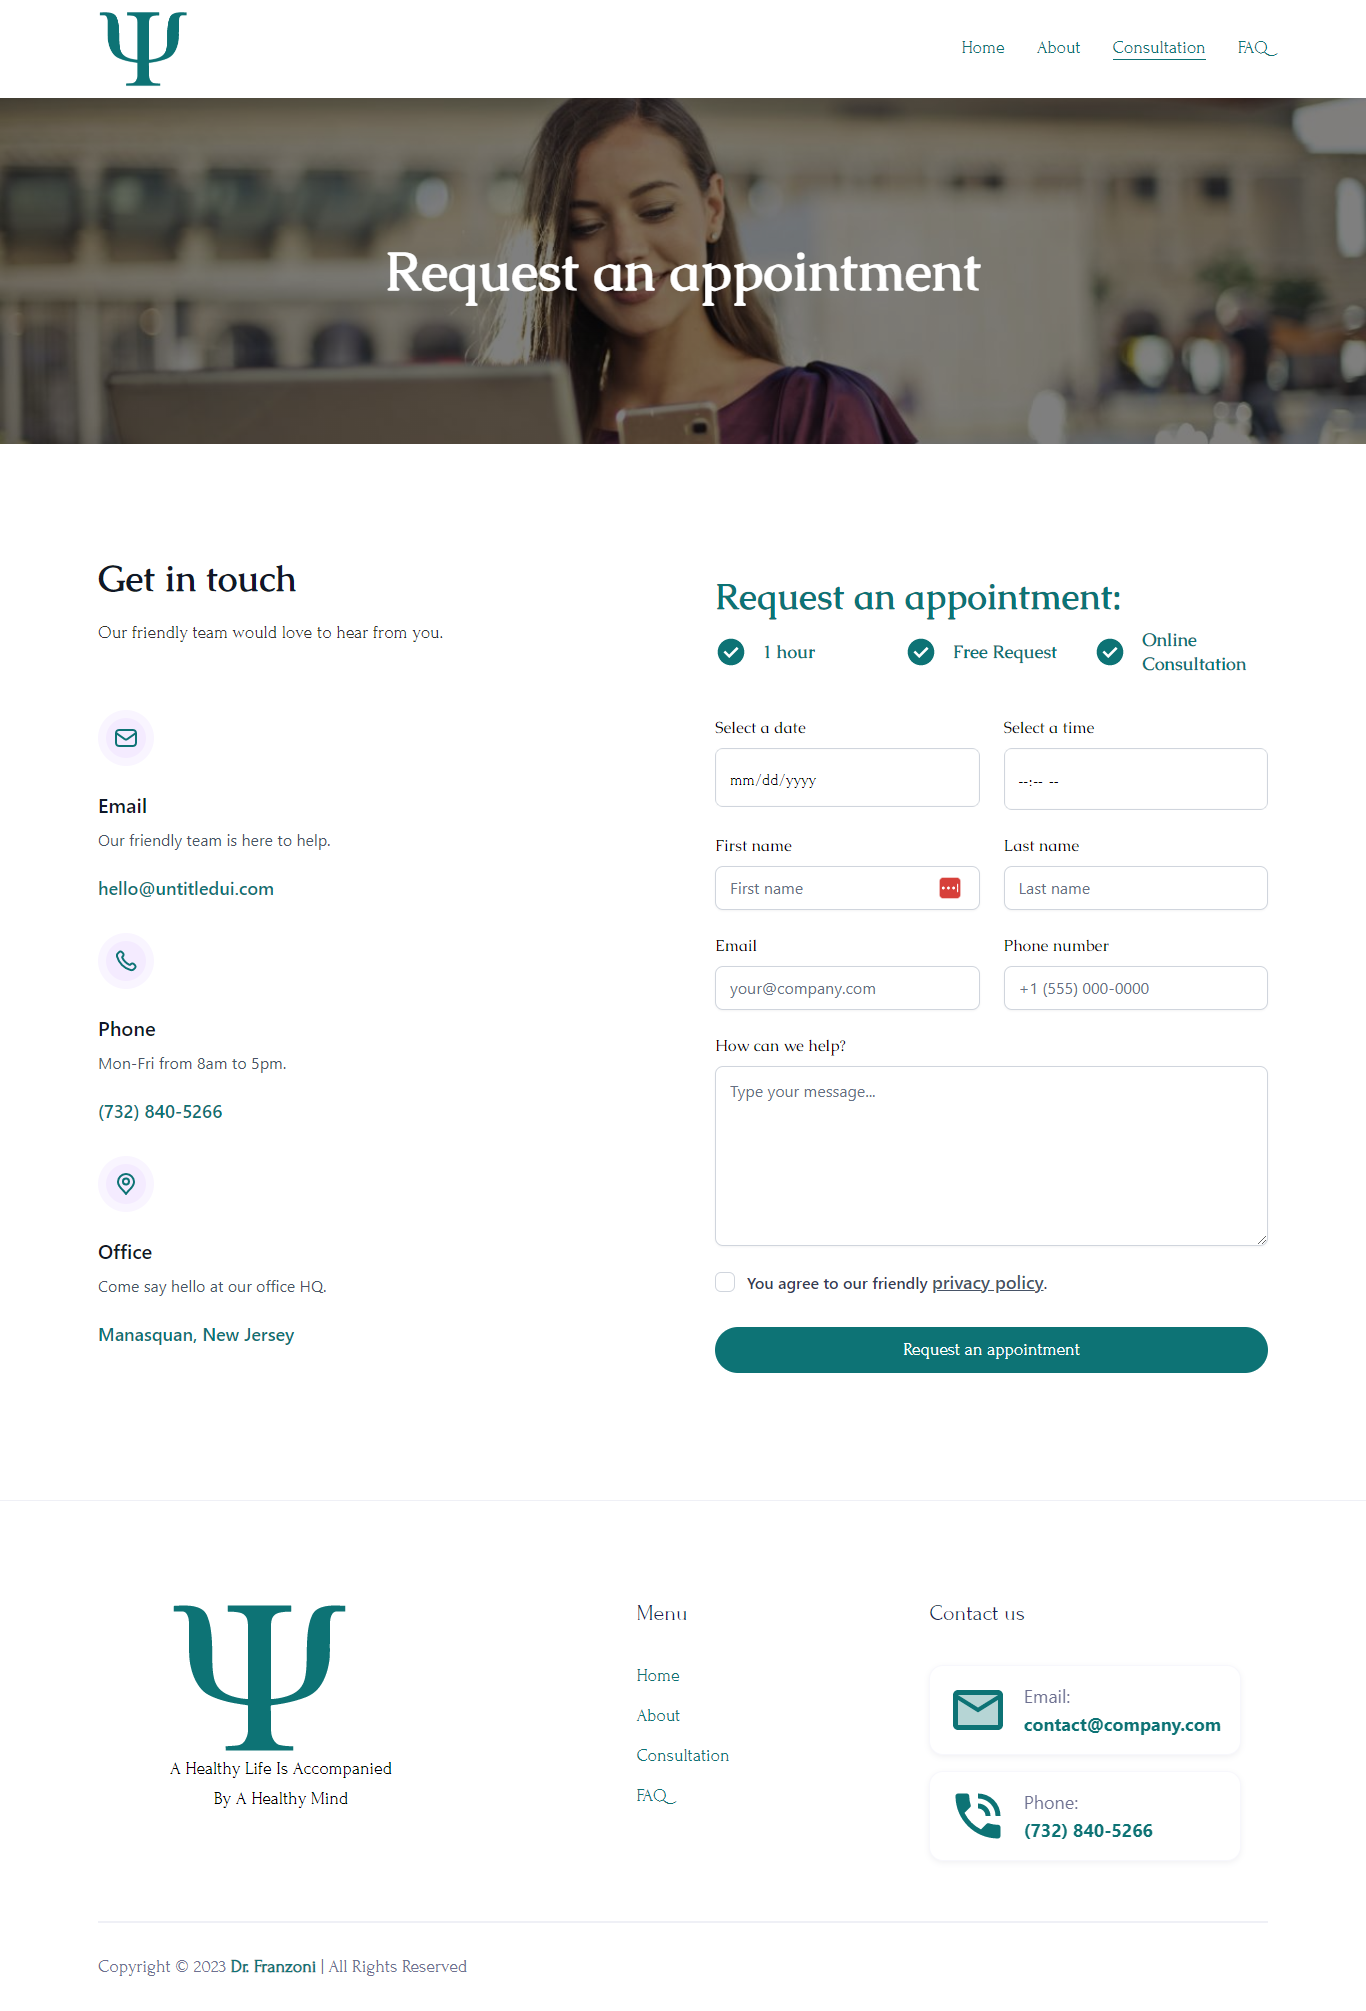 Ψ
Home About Consultation FAQ
Request an appointment
Get in touch
Our friendly team would love to hear from you.
Email
Our friendly team is here to help.
hello@untitledui.com
Phone
Mon-Fri from 8am to 5pm.
(732) 840-5266
Office
Come say hello at our office HQ.
Manasquan, New Jersey
Request an appointment:
1 hour
Free Request
Online
Consultation
Select a date
mm/dd/yyyy
Select a time
--:-- --
First name
First name
Last name
Last name
Email
your@company.com
Phone number
+1 (555) 000-0000
How can we help?
Type your message...
You agree to our friendly privacy policy.
Request an appointment
Ψ
A Healthy Life Is Accompanied
By A Healthy Mind
Menu
Home
About
Consultation
FAQ
Contact us
Email:
contact@company.com
Phone:
(732) 840-5266
Copyright © 2023 Dr. Franzoni | All Rights Reserved